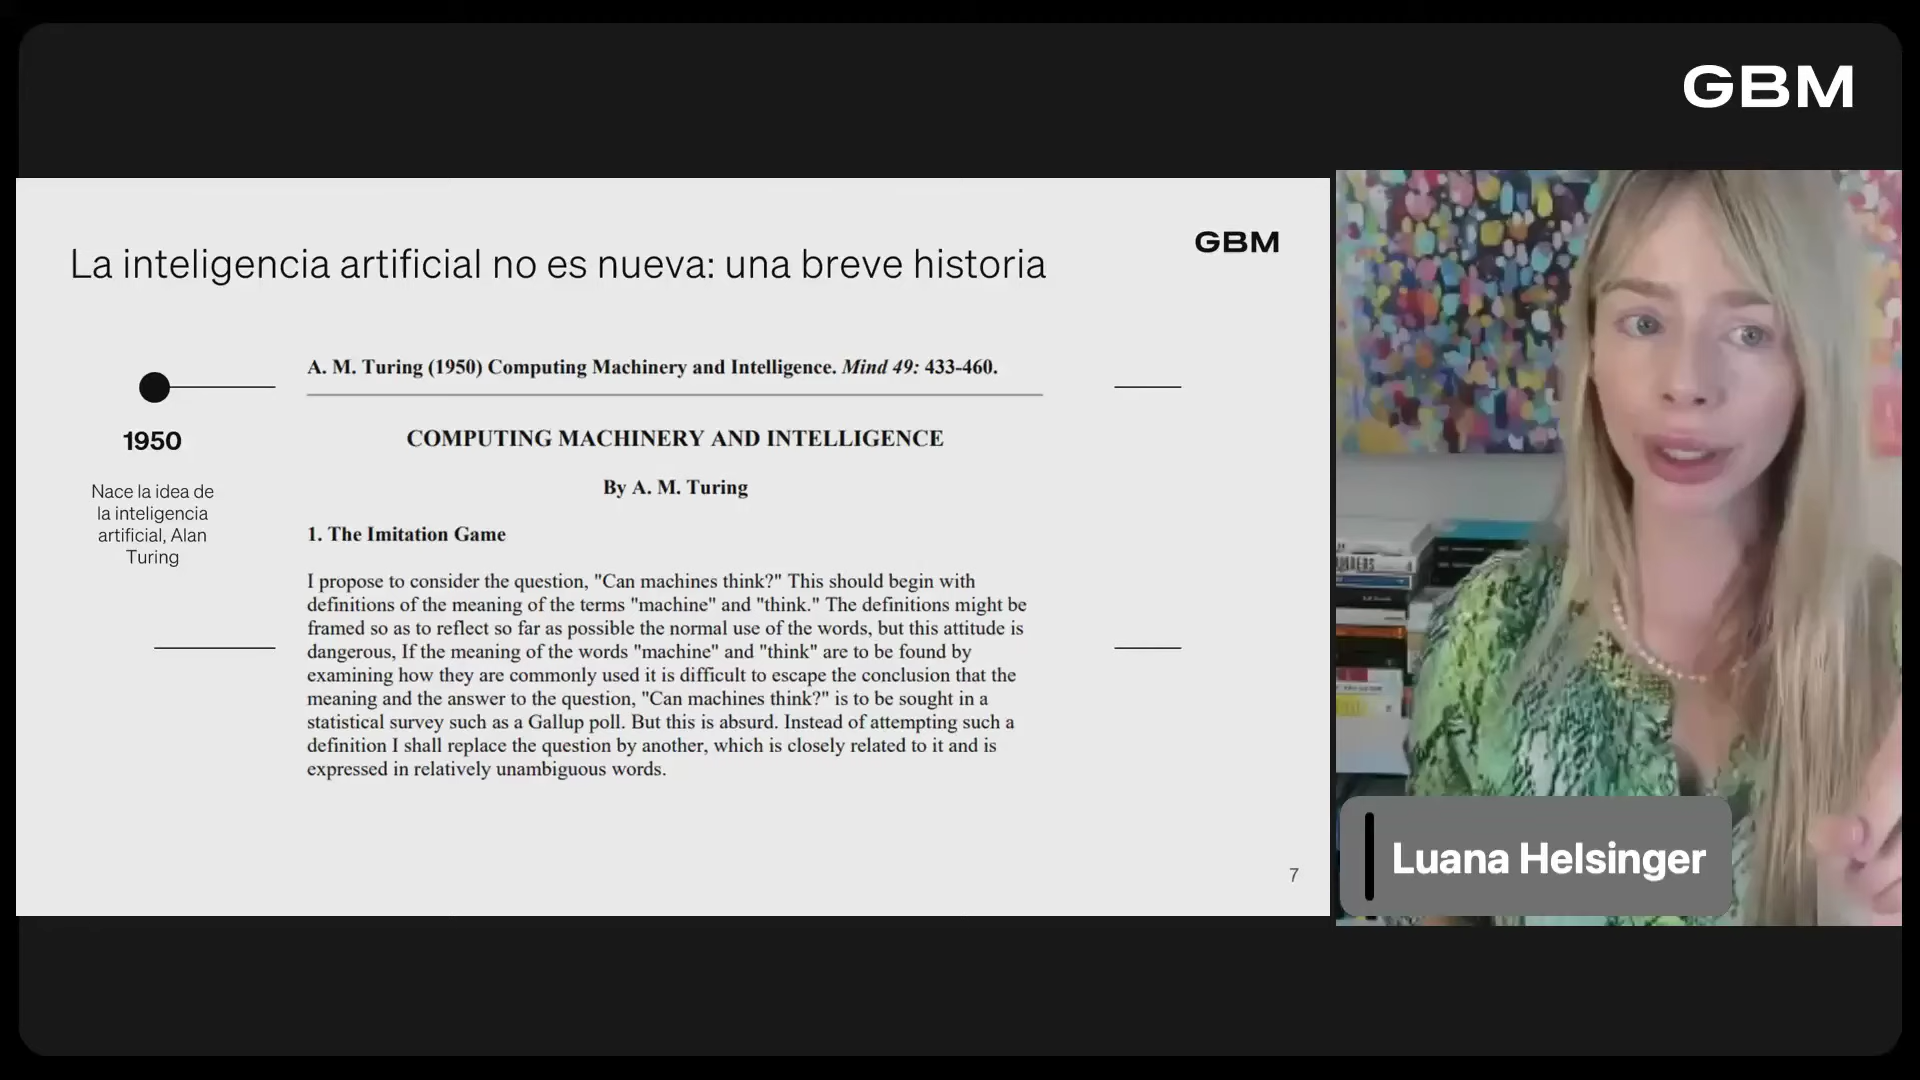 GBM
La inteligencia artificial no es nueva: una breve historia
GBM
A. M. Turing (1950) Computing Machinery and Intelligence. Mind 49: 433-460.
1950
Nace la idea de
la inteligencia
artificial, Alan
Turing
COMPUTING MACHINERY AND INTELLIGENCE
By A. M. Turing
1. The Imitation Game
I propose to consider the question, "Can machines think?" This should begin with
definitions of the meaning of the terms "machine" and "think." The definitions might be
framed so as to reflect so far as possible the normal use of the words, but this attitude is
dangerous, If the meaning of the words "machine" and "think" are to be found by
examining how they are commonly used it is difficult to escape the conclusion that the
meaning and the answer to the question, "Can machines think?" is to be sought in a
statistical survey such as a Gallup poll. But this is absurd. Instead of attempting such a
definition I shall replace the question by another, which is closely related to it and is
expressed in relatively unambiguous words.
7
Luana Helsinger